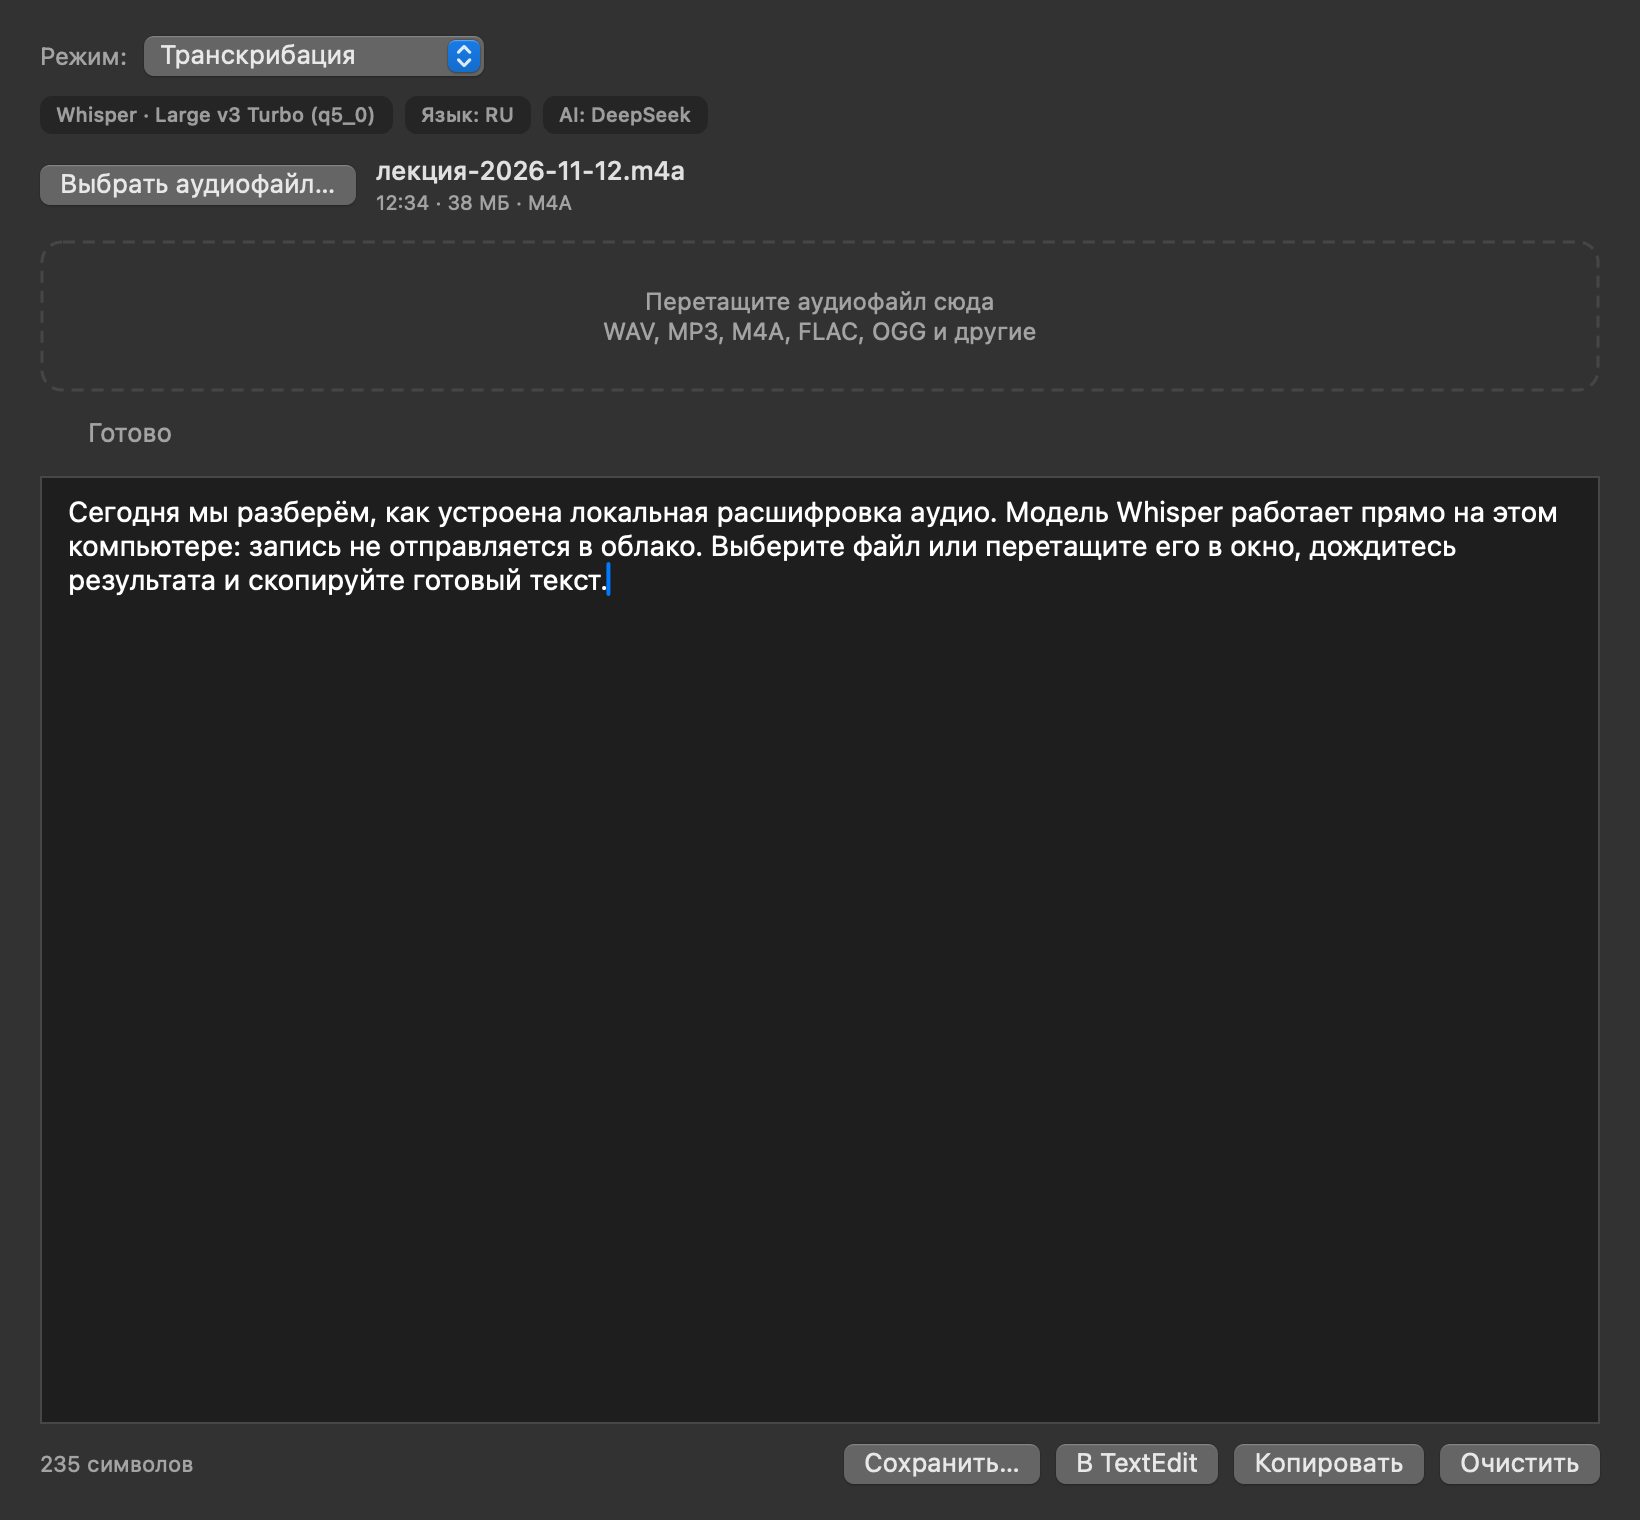 Режим: Транскрибация
Whisper · Large v3 Turbo (q5_0) Язык: RU AI: DeepSeek
Выбрать аудиофайл...
лекция-2026-11-12.m4a
12:34 · 38 МБ · M4A
Перетащите аудиофайл сюда
WAV, MP3, M4A, FLAC, OGG и другие
Готово
Сегодня мы разберём, как устроена локальная расшифровка аудио. Модель Whisper работает прямо на этом
компьютере: запись не отправляется в облако. Выберите файл или перетащите его в окно, дождитесь
результата и скопируйте готовый текст.
235 символов Сохранить... В TextEdit Копировать Очистить